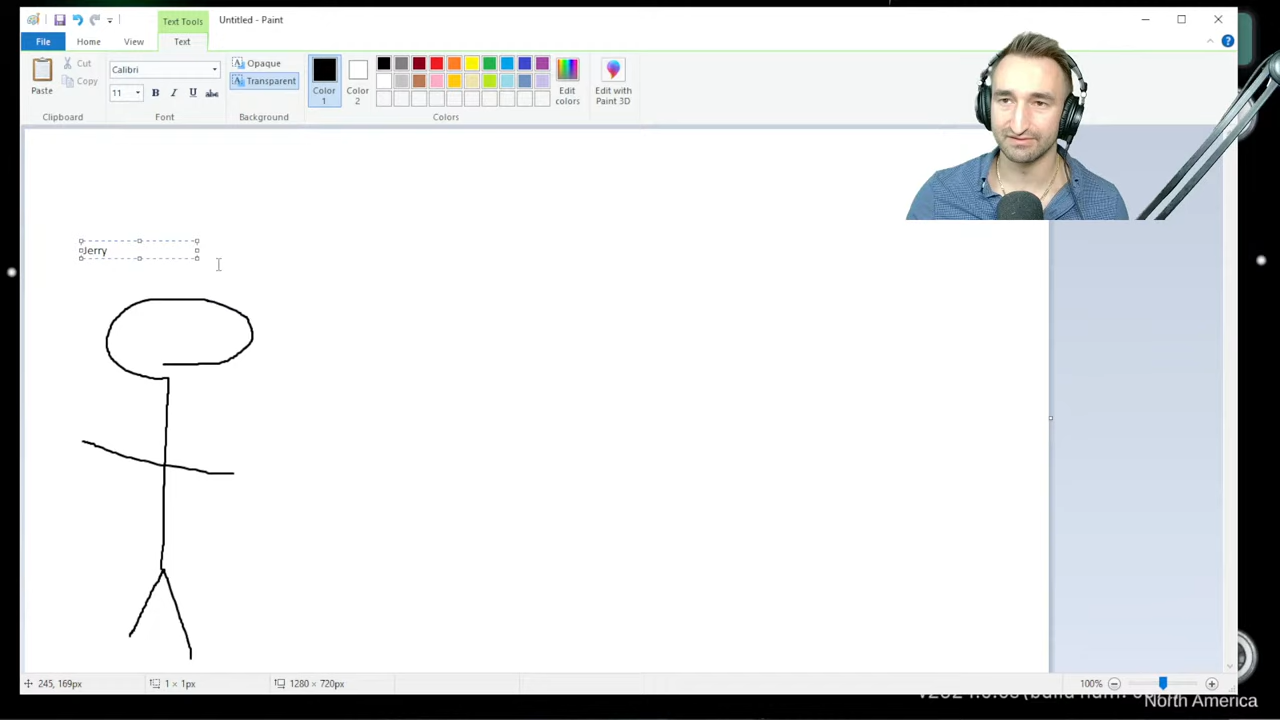 Text Tools
Untitled - Paint
File
Home
View
Text
Paste
Cut
Copy
Clipboard
Calibri
11
B
I
U
abc
Font
Opaque
Transparent
Background
Color
1
Color
2
Edit
colors
Colors
Edit with
Paint 3D
Jerry
245, 169px
1 × 1px
1280 × 720px
100%
North America